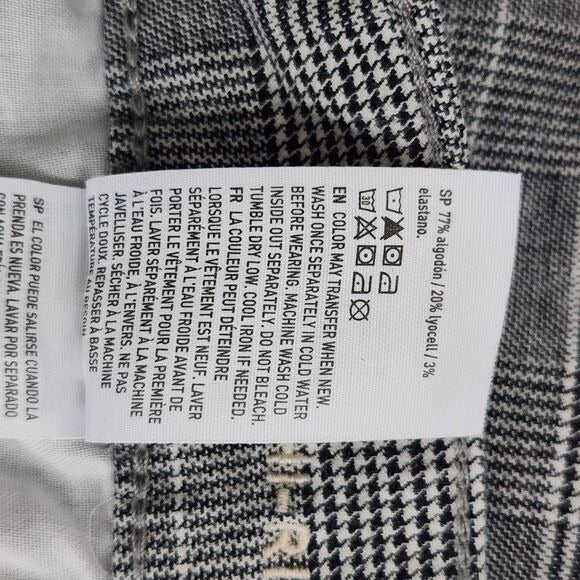 SP 77% algodón / 20% lyocell / 3%
elastano.
30
EN COLOR MAY TRANSFER WHEN NEW.
WASH ONCE SEPARATELY IN COLD WATER
BEFORE WEARING. MACHINE WASH COLD
INSIDE OUT SEPARATELY. DO NOT BLEACH.
TUMBLE DRY LOW. COOL IRON IF NEEDED.
FR LA COULEUR PEUT DÉTEINDRE
LORSQUE LE VÊTEMENT EST NEUF. LAVER
SÉPARÉMENT À L'EAU FROIDE AVANT DE
PORTER LE VÊTEMENT POUR LA PREMIÈRE
FOIS. LAVER SÉPARÉMENT À LA MACHINE
À L'EAU FROIDE, À L'ENVERS. NE PAS
JAVELLISER. SÉCHER À LA MACHINE
CYCLE DOUX. REPASSER À BASSE
TEMPÉRATURE AU BESOIN
SP EL COLOR PUEDE SALIRSE CUANDO LA
PRENDA ES NUEVA. LAVAR POR SEPARADO